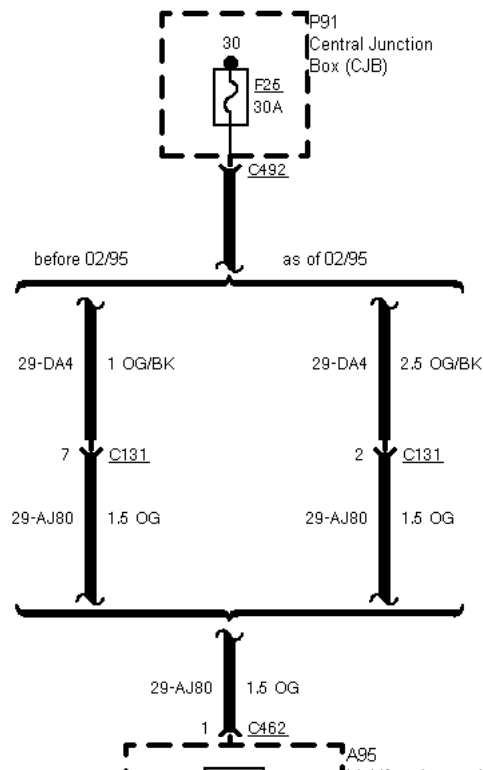 P91
Central Junction
Box (CJB)
30
F25
30A
C492
before 02/95
as of 02/95
29-DA4 1 OG/BK
29-DA4 2.5 OG/BK
7 C131
2 C131
29-AJ80 1.5 OG
29-AJ80 1.5 OG
29-AJ80 1.5 OG
1 C462
A95